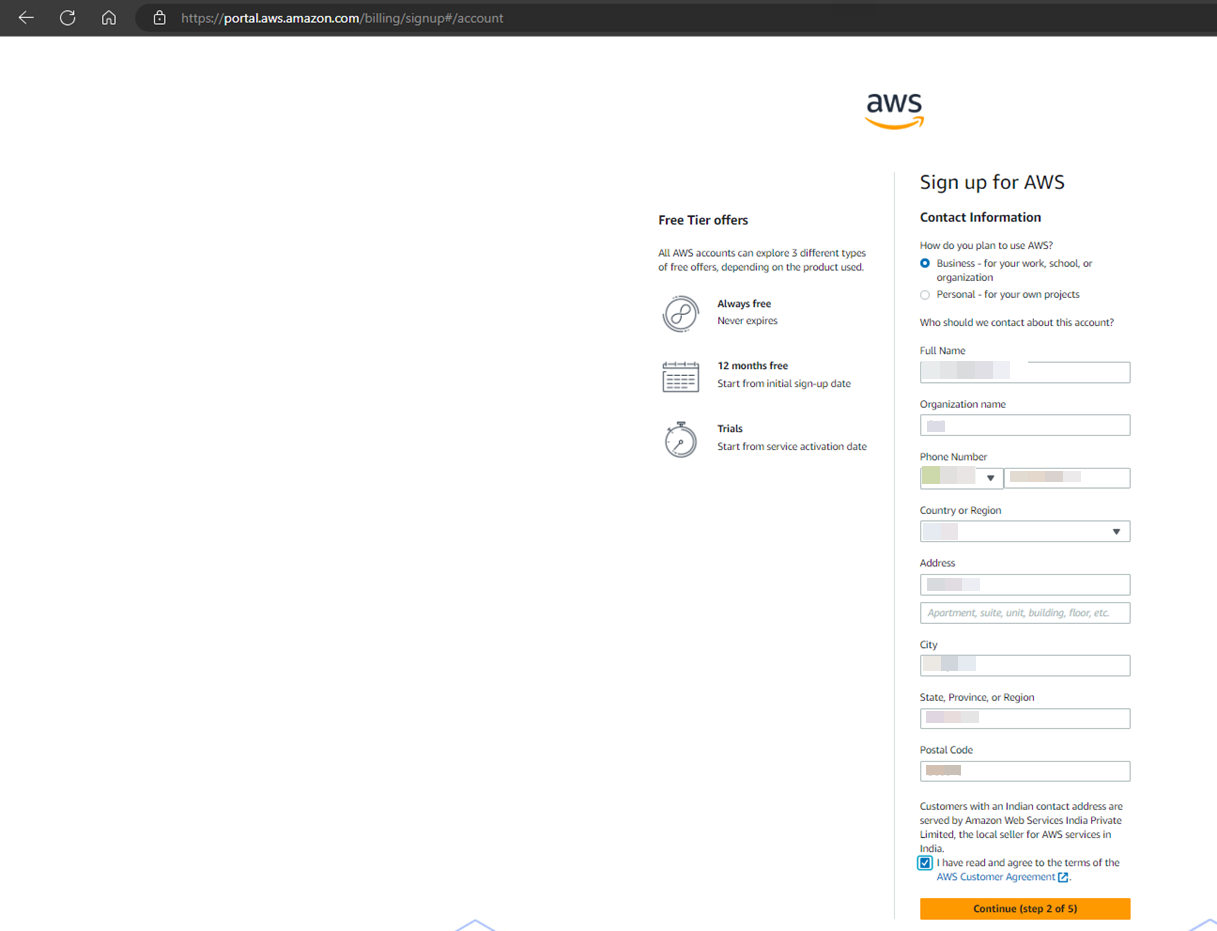 https://portal.aws.amazon.com/billing/signup#/account
aws
Free Tier offers
All AWS accounts can explore 3 different types
of free offers, depending on the product used.
Always free
Never expires
12 months free
Start from initial sign-up date
Trials
Start from service activation date
Sign up for AWS
Contact Information
How do you plan to use AWS?
Business - for your work, school, or
organization
Personal - for your own projects
Who should we contact about this account?
Full Name
Organization name
Phone Number
Country or Region
Address
Apartment, suite, unit, building, floor, etc.
City
State, Province, or Region
Postal Code
Customers with an Indian contact address are
served by Amazon Web Services India Private
Limited, the local seller for AWS services in
India.
I have read and agree to the terms of the
AWS Customer Agreement.
Continue (step 2 of 5)